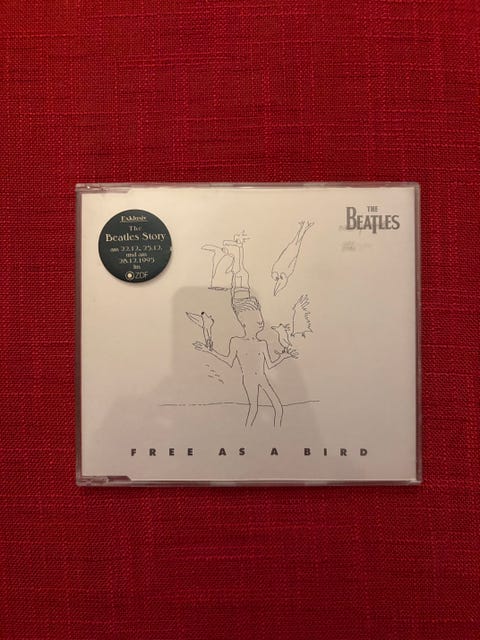 Exklusiv
The
Beatles Story
am 22.12., 25.12.
und am
28.12.1995
im
ZDF
THE
BEATLES
FREE AS A BIRD